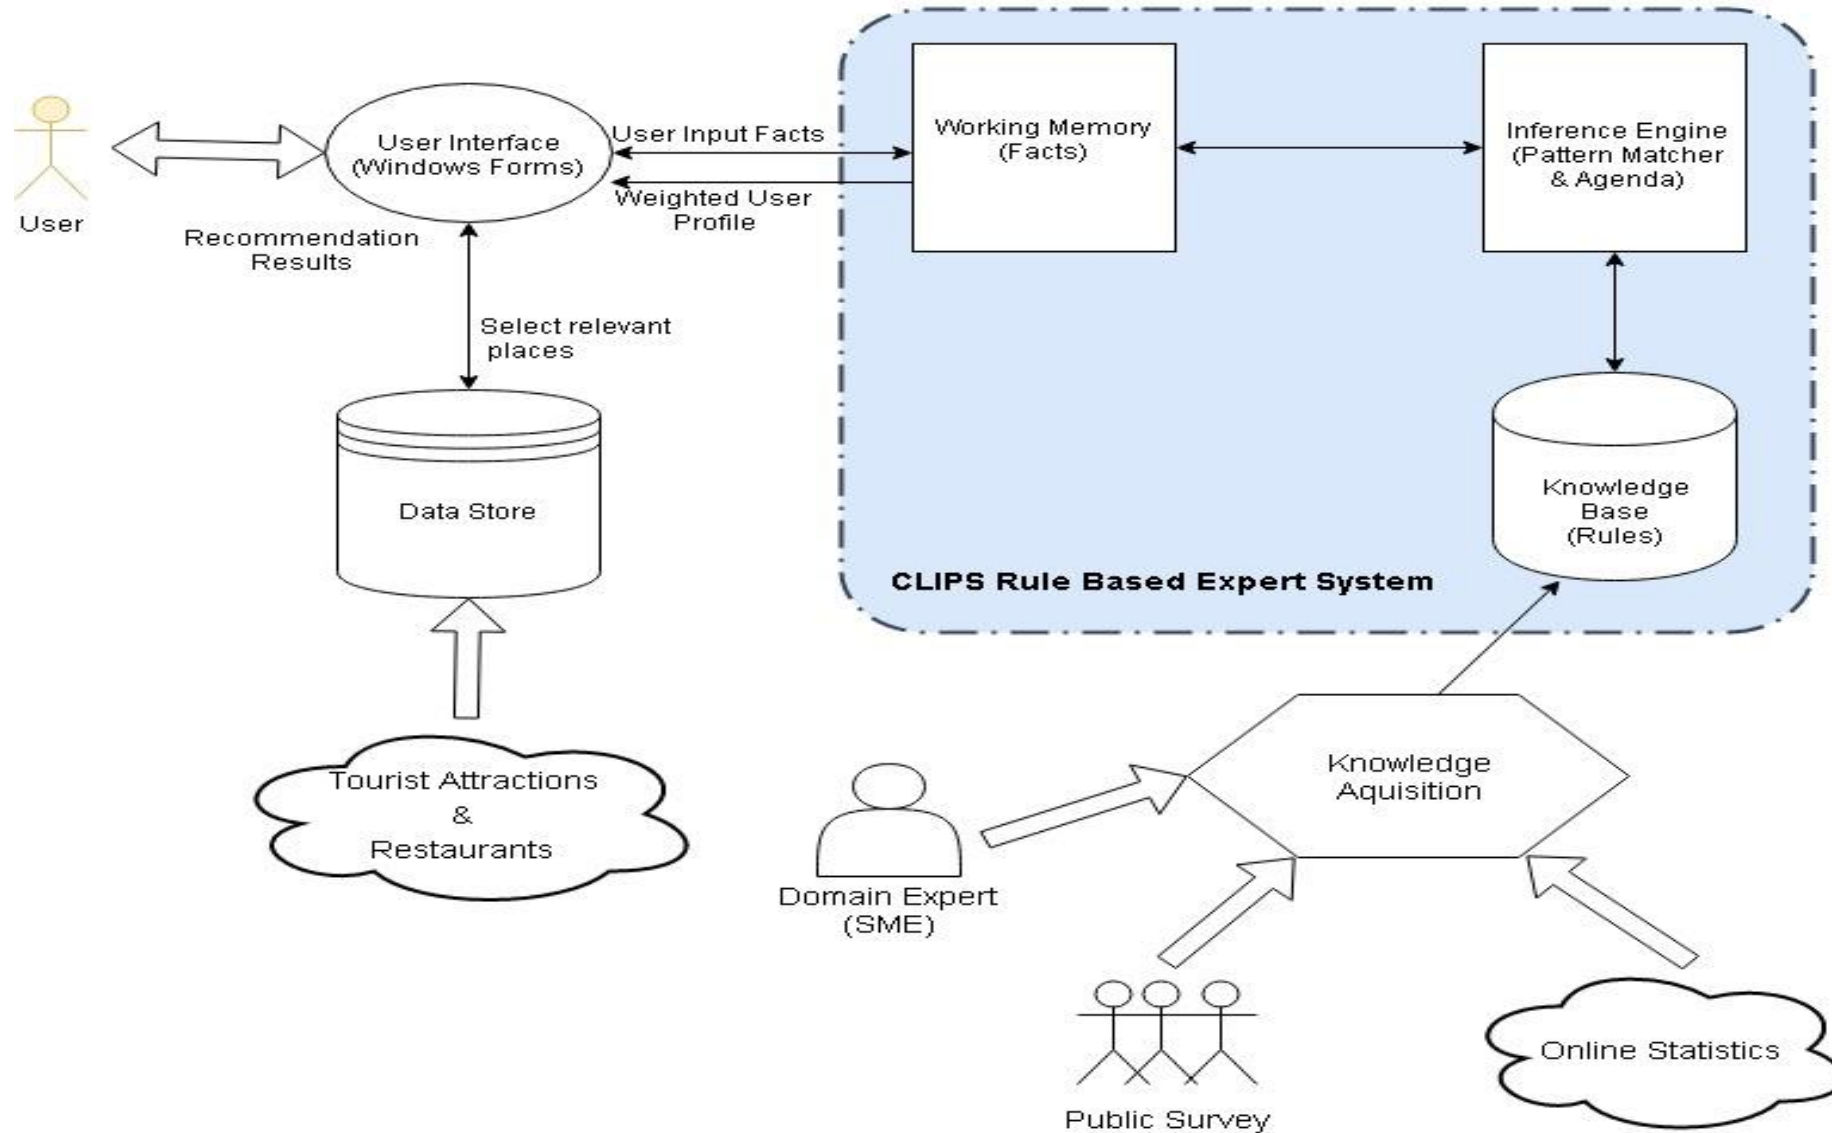 User
User Interface
(Windows Forms)
Recommendation
Results
User Input Facts
Weighted User
Profile
Working Memory
(Facts)
Inference Engine
(Pattern Matcher
& Agenda)
Select relevant
places
Data Store
Knowledge
Base
(Rules)
CLIPS Rule Based Expert System
Tourist Attractions
&
Restaurants
Knowledge
Aquisition
Domain Expert
(SME)
Public Survey
Online Statistics